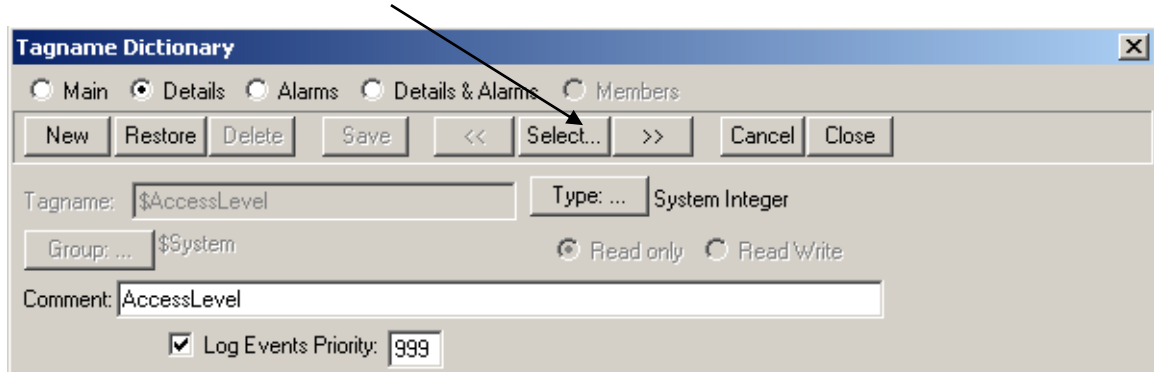 Tagname Dictionary
Main Details Alarms Details & Alarms Members
New Restore Delete Save << Select... >> Cancel Close
Tagname: $AccessLevel Type: ... System Integer
Group: ... $System Read only Read Write
Comment: AccessLevel
Log Events Priority: 999